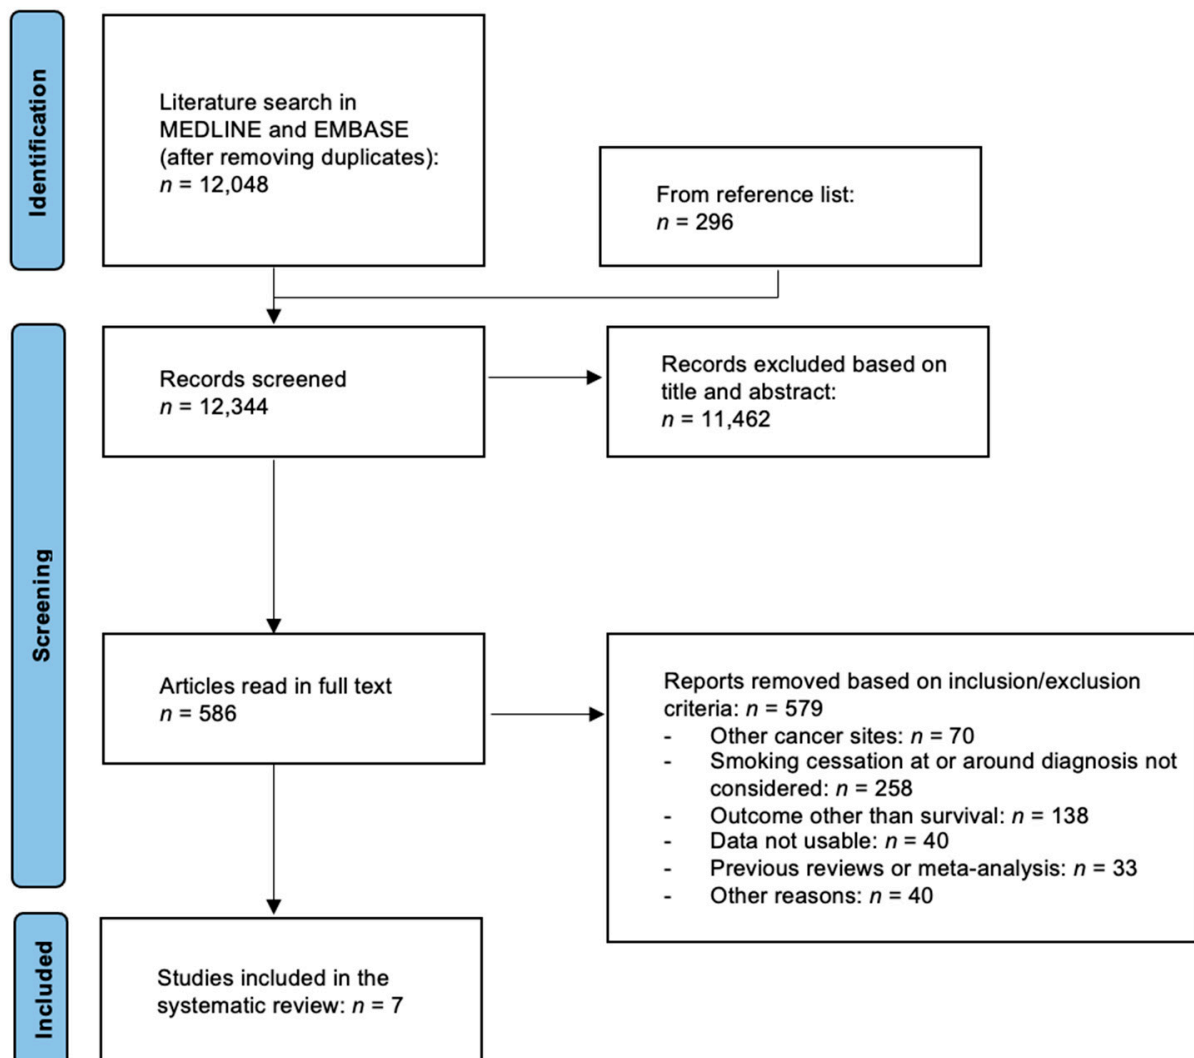 Identification
Literature search in
MEDLINE and EMBASE
(after removing duplicates):
n = 12,048
From reference list:
n = 296
Screening
Records screened
n = 12,344
Records excluded based on
title and abstract:
n = 11,462
Articles read in full text
n = 586
Reports removed based on inclusion/exclusion
criteria: n = 579
- Other cancer sites: n = 70
- Smoking cessation at or around diagnosis not
considered: n = 258
- Outcome other than survival: n = 138
- Data not usable: n = 40
- Previous reviews or meta-analysis: n = 33
- Other reasons: n = 40
Included
Studies included in the
systematic review: n = 7